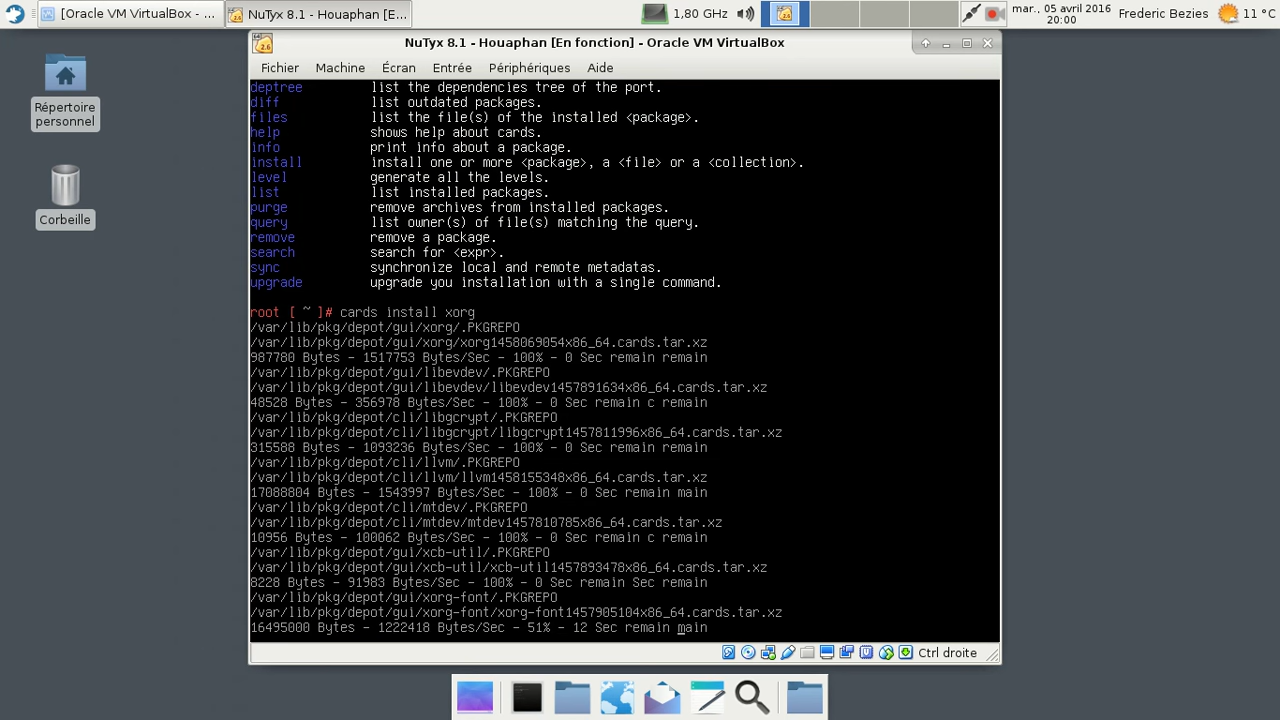 [Oracle VM VirtualBox - ...
NuTyx 8.1 - Houaphan [E...
1,80 GHz
mar., 05 avril 2016
20:00
Frederic Bezies
11 °C
Répertoire
personnel
Corbeille
NuTyx 8.1 - Houaphan [En fonction] - Oracle VM VirtualBox
Fichier Machine Écran Entrée Périphériques Aide
deptree list the dependencies tree of the port.
diff list outdated packages.
files list the file(s) of the installed <package>.
help shows help about cards.
info print info about a package.
install install one or more <package>, a <file> or a <collection>.
level generate all the levels.
list list installed packages.
purge remove archives from installed packages.
query list owner(s) of file(s) matching the query.
remove remove a package.
search search for <expr>.
sync synchronize local and remote metadatas.
upgrade upgrade you installation with a single command.
root [ ~ ]# cards install xorg
/var/lib/pkg/depot/gui/xorg/.PKGREPO
/var/lib/pkg/depot/gui/xorg/xorg1458069054x86_64.cards.tar.xz
987780 Bytes - 1517753 Bytes/Sec - 100% - 0 Sec remain remain
/var/lib/pkg/depot/gui/libevdev/.PKGREPO
/var/lib/pkg/depot/gui/libevdev/libevdev1457891634x86_64.cards.tar.xz
48528 Bytes - 356978 Bytes/Sec - 100% - 0 Sec remain c remain
/var/lib/pkg/depot/cli/libgcrypt/.PKGREPO
/var/lib/pkg/depot/cli/libgcrypt/libgcrypt1457811996x86_64.cards.tar.xz
315588 Bytes - 1093236 Bytes/Sec - 100% - 0 Sec remain remain
/var/lib/pkg/depot/cli/llvm/.PKGREPO
/var/lib/pkg/depot/cli/llvm/llvm1458155348x86_64.cards.tar.xz
17088804 Bytes - 1543997 Bytes/Sec - 100% - 0 Sec remain main
/var/lib/pkg/depot/cli/mtdev/.PKGREPO
/var/lib/pkg/depot/cli/mtdev/mtdev1457810785x86_64.cards.tar.xz
10956 Bytes - 100062 Bytes/Sec - 100% - 0 Sec remain c remain
/var/lib/pkg/depot/gui/xcb-util/.PKGREPO
/var/lib/pkg/depot/gui/xcb-util/xcb-util1457893478x86_64.cards.tar.xz
8228 Bytes - 91983 Bytes/Sec - 100% - 0 Sec remain Sec remain
/var/lib/pkg/depot/gui/xorg-font/.PKGREPO
/var/lib/pkg/depot/gui/xorg-font/xorg-font1457905104x86_64.cards.tar.xz
16495000 Bytes - 1222418 Bytes/Sec - 51% - 12 Sec remain main
Ctrl droite